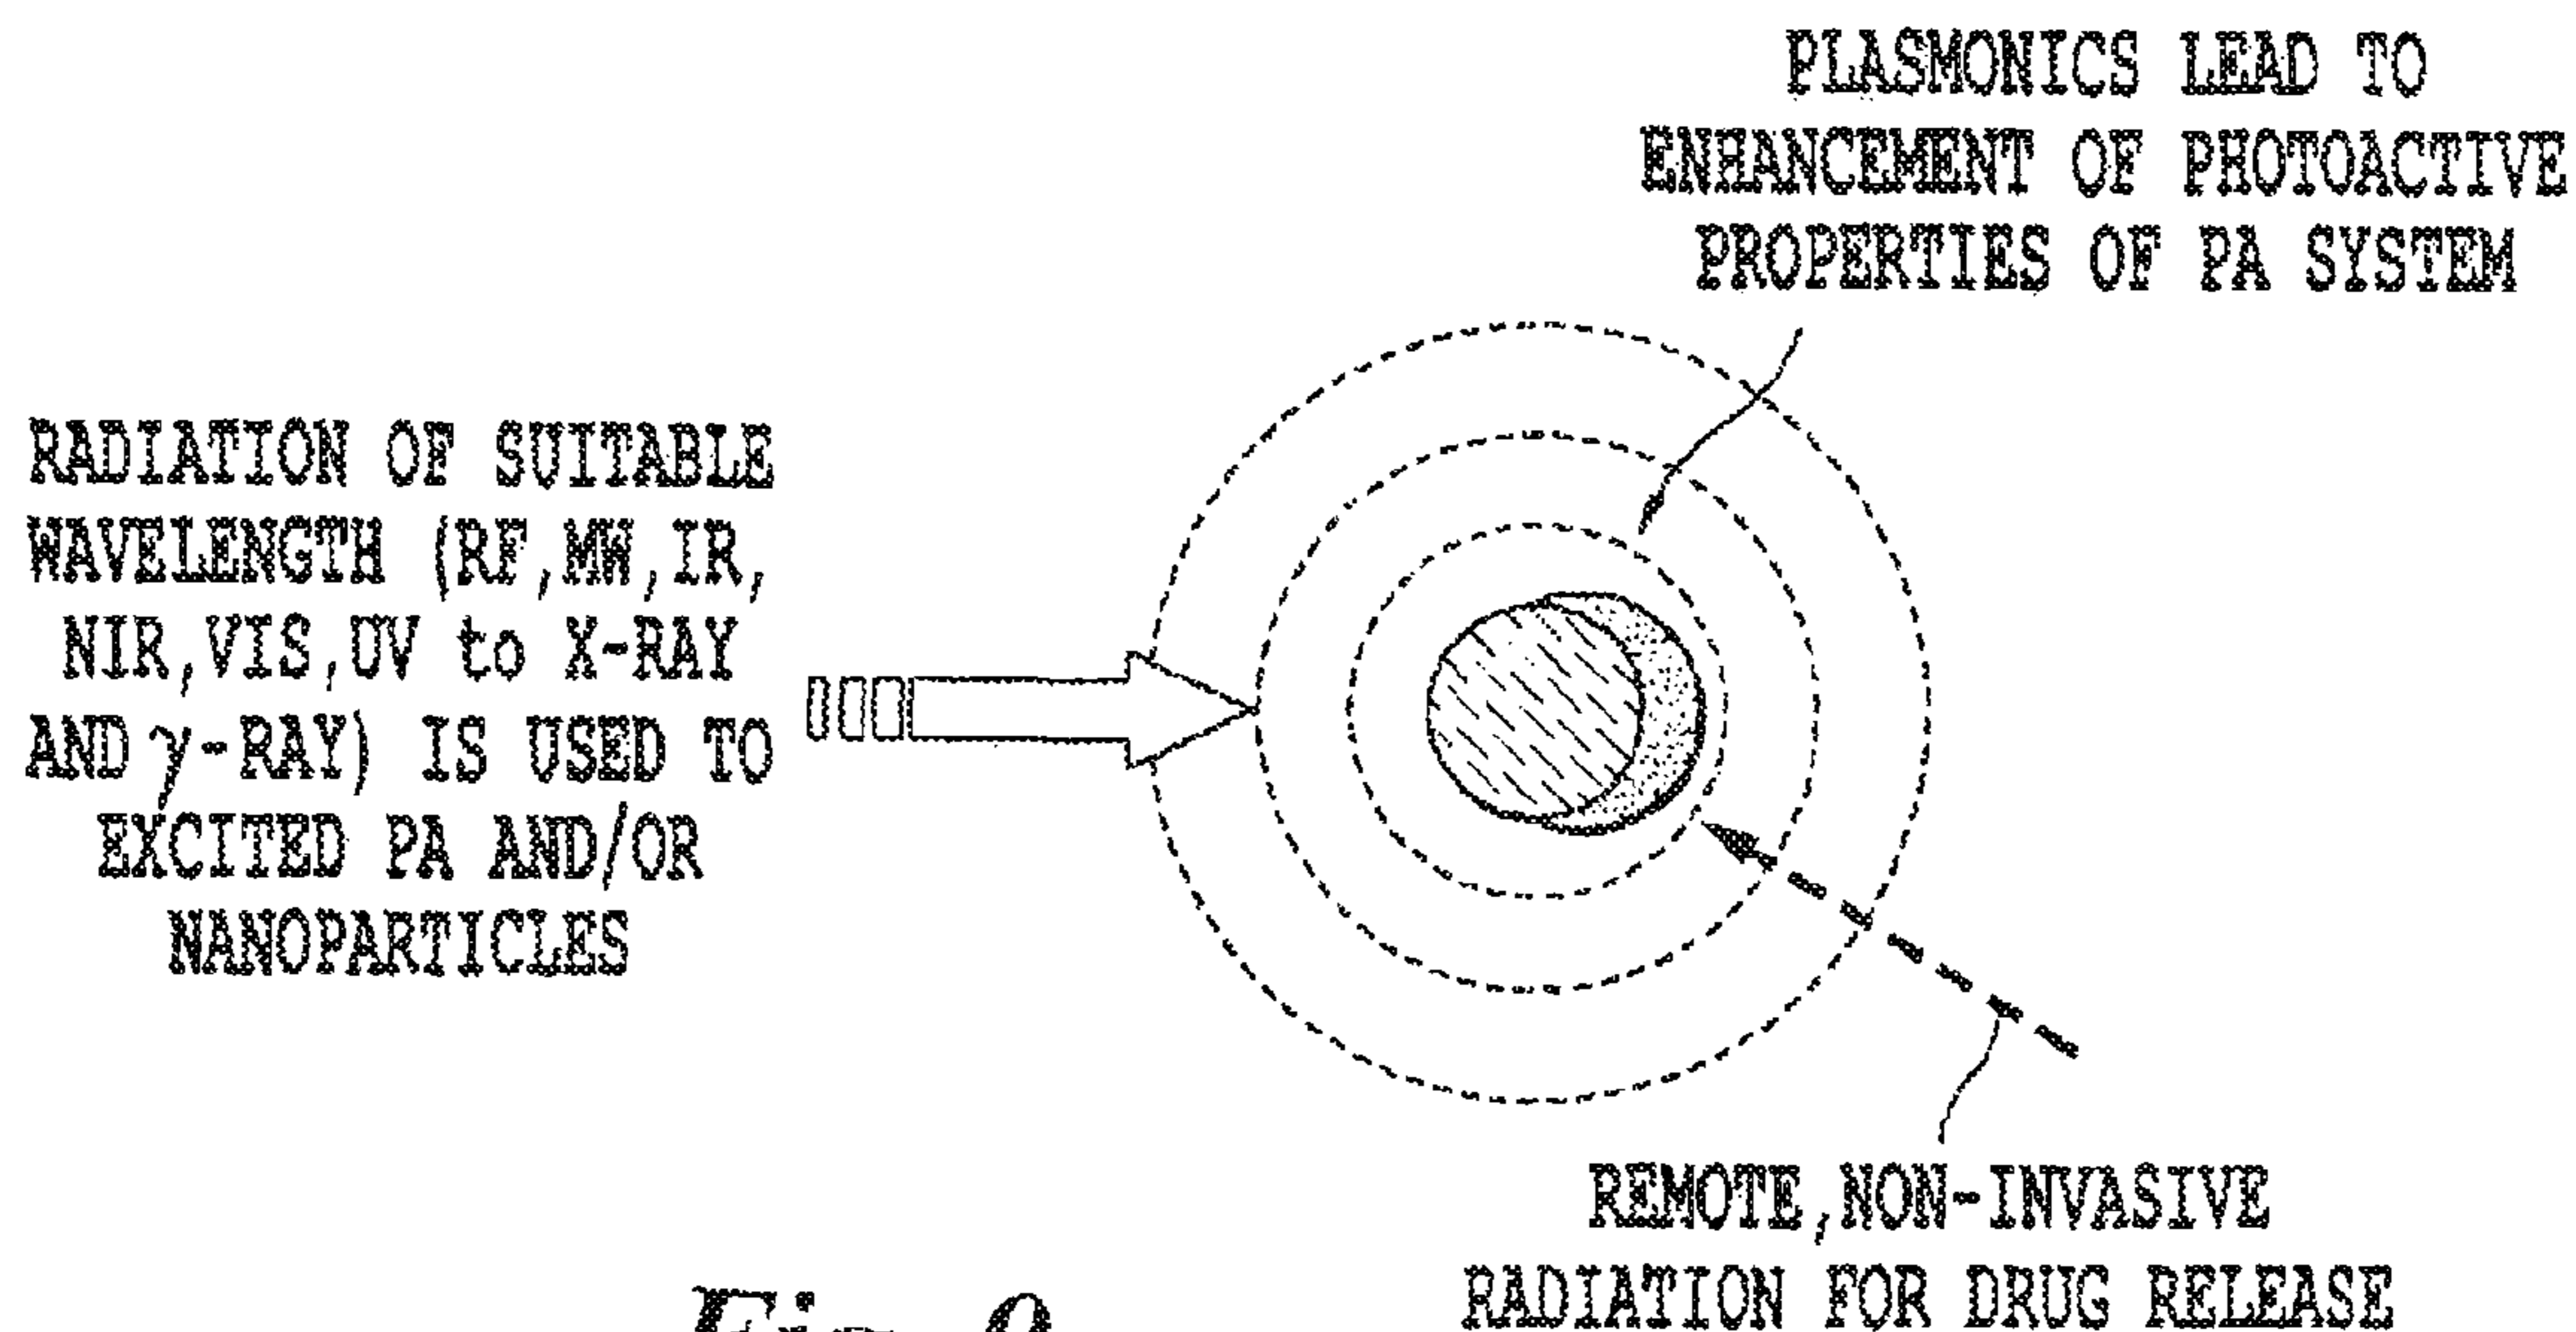 PLASMONICS LEAD TO
ENHANCEMENT OF PHOTOACTIVE
PROPERTIES OF PA SYSTEM
RADIATION OF SUITABLE
WAVELENGTH (RF,MW,IR,
NIR,VIS,UV to X-RAY
AND γ-RAY) IS USED TO
EXCITED PA AND/OR
NANOPARTICLES
REMOTE,NON-INVASIVE
RADIATION FOR DRUG RELEASE